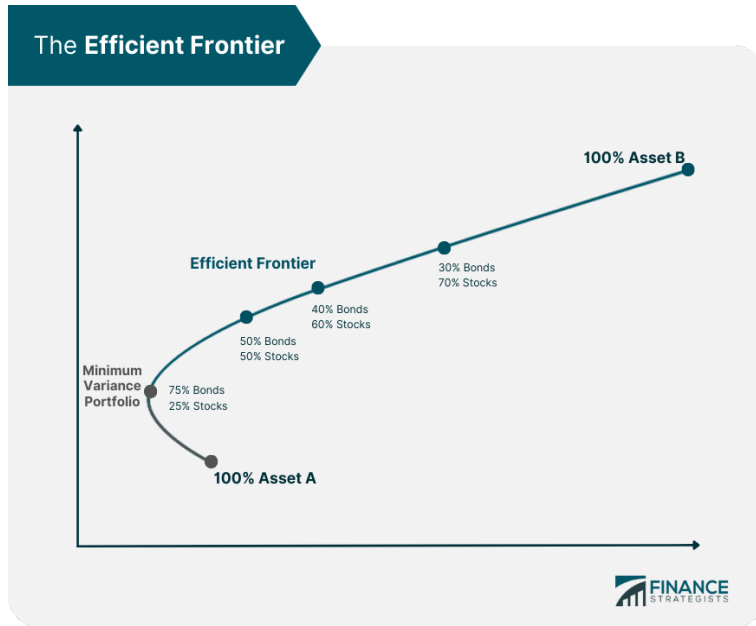 The Efficient Frontier
100% Asset B
Efficient Frontier
30% Bonds
70% Stocks
40% Bonds
60% Stocks
50% Bonds
50% Stocks
Minimum
Variance
Portfolio
75% Bonds
25% Stocks
100% Asset A
FINANCE
STRATEGISTS